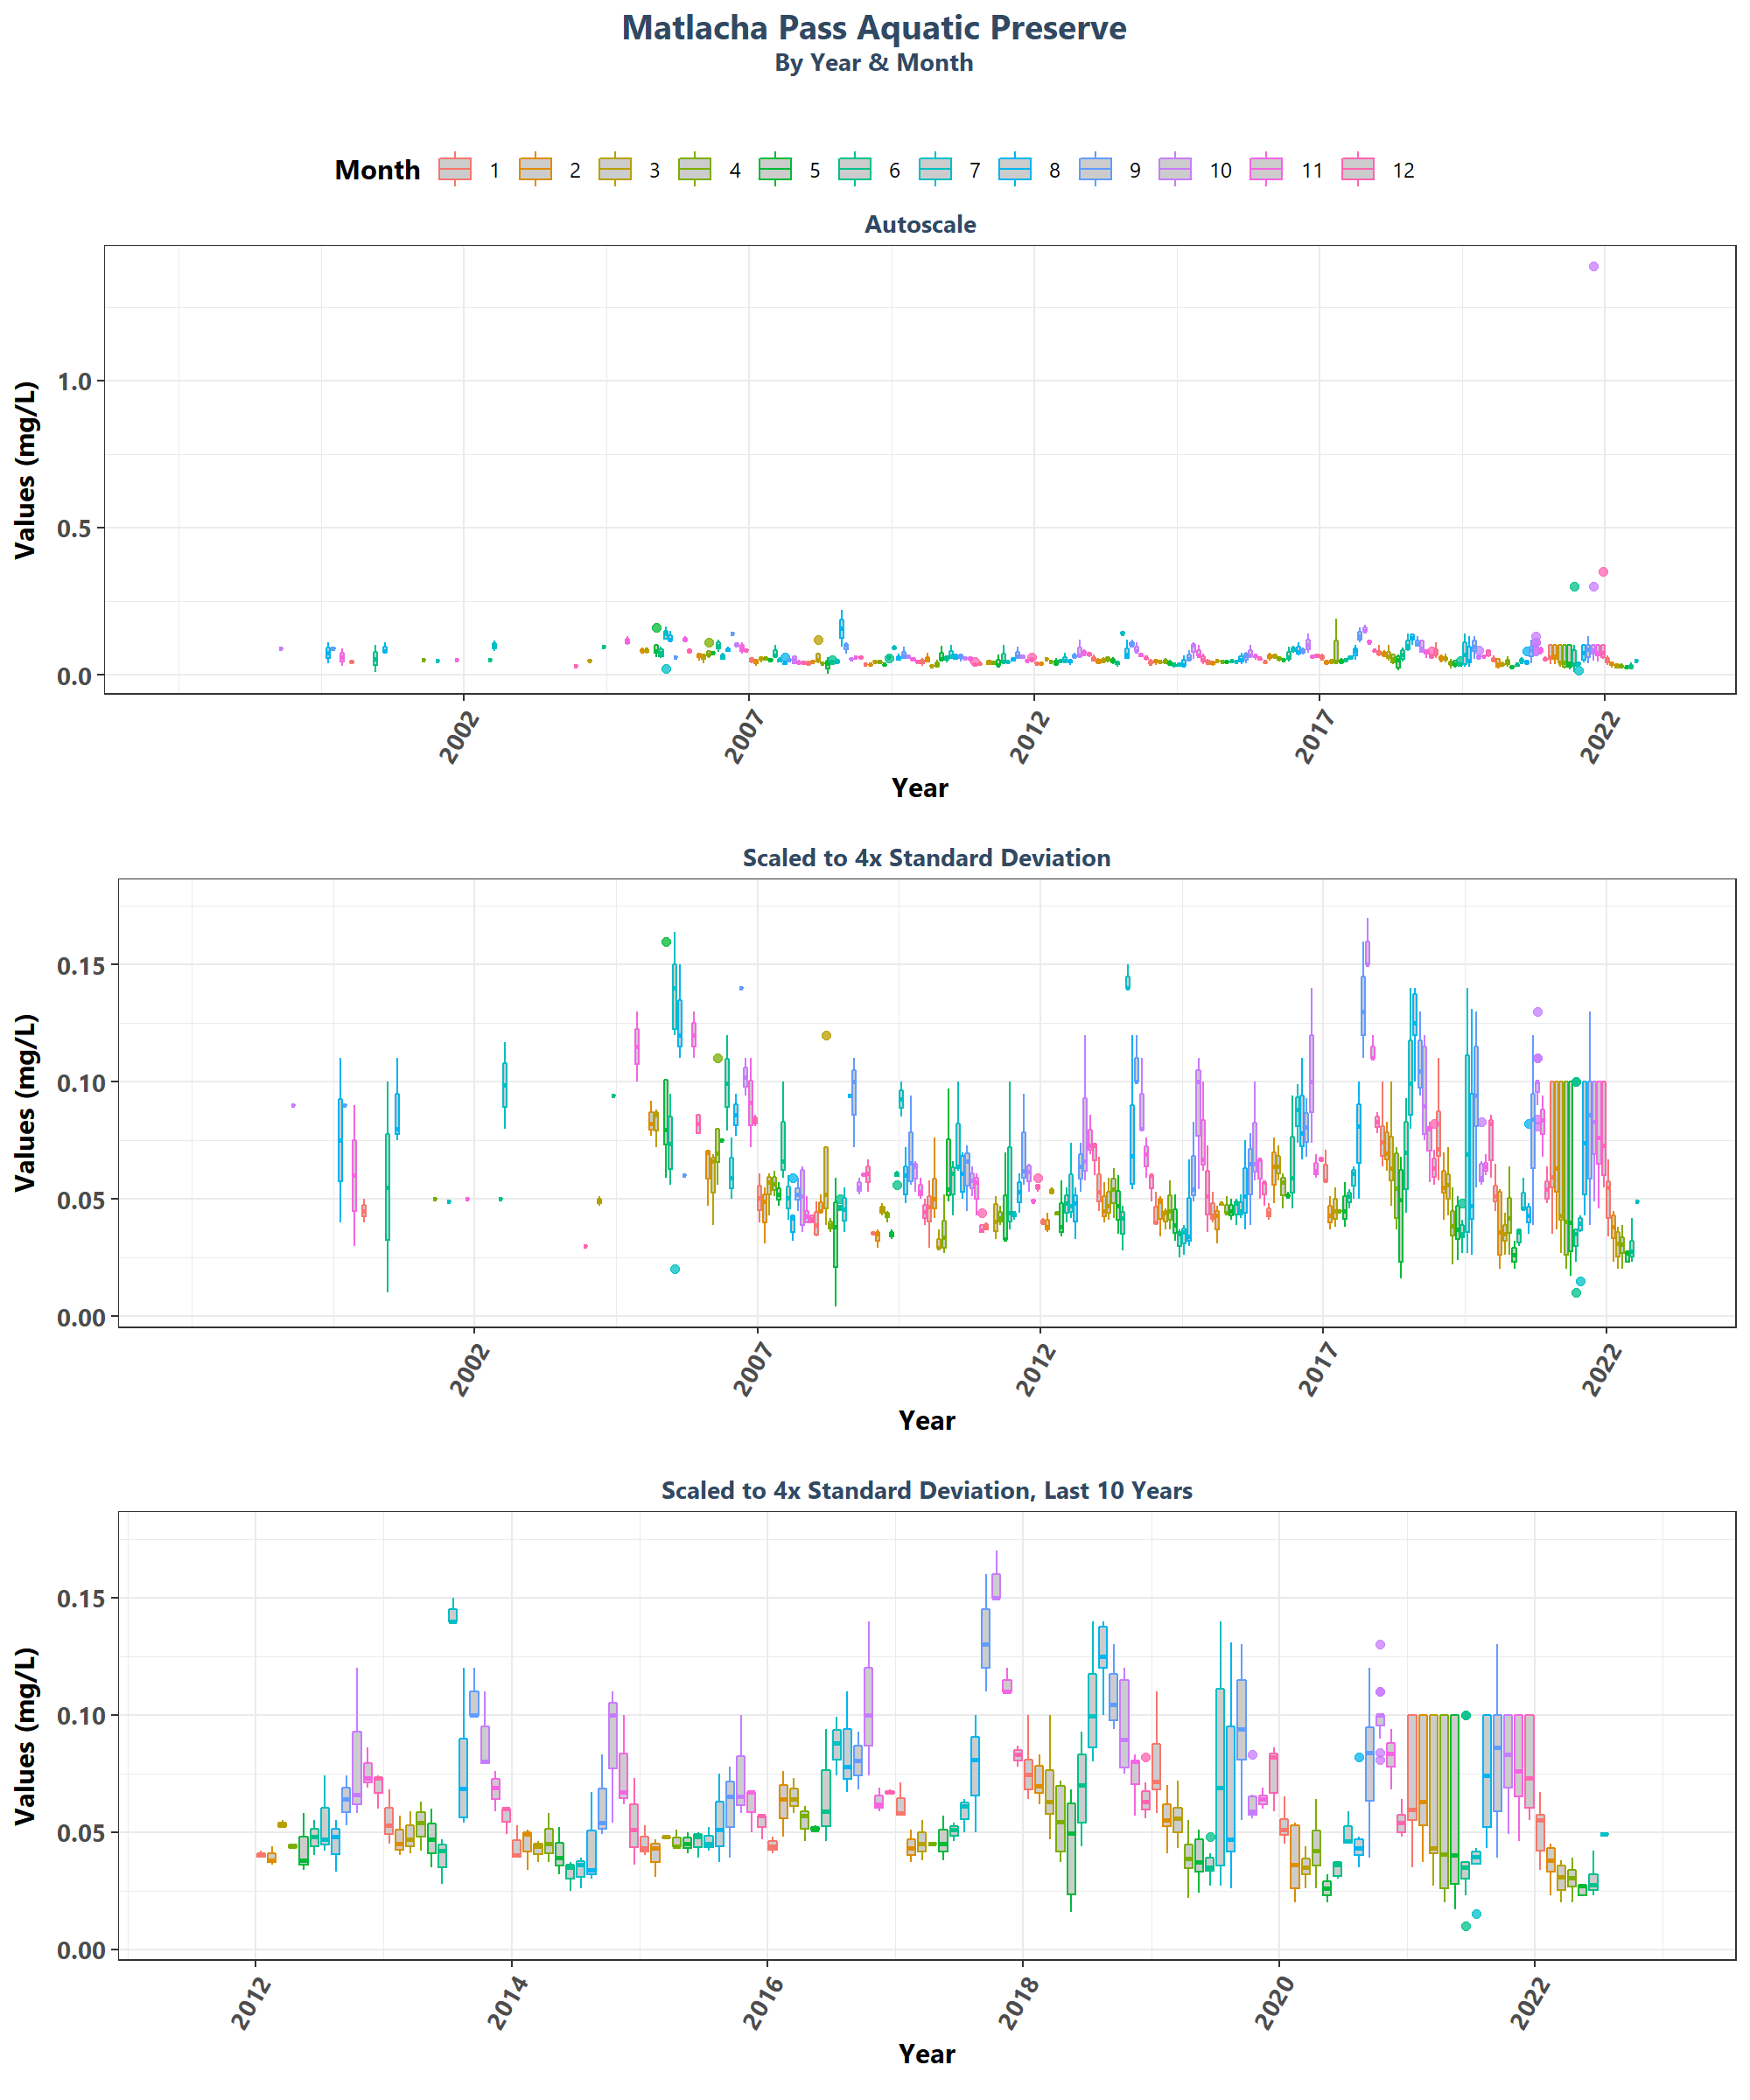 Matlacha Pass Aquatic Preserve
By Year & Month
Month 1 2 3 4 5 6 7 8 9 10 11 12
Autoscale
Values (mg/L)
1.0
0.5
0.0
2002 2007 2012 2017 2022
Year
Scaled to 4x Standard Deviation
Values (mg/L)
0.15
0.10
0.05
0.00
2002 2007 2012 2017 2022
Year
Scaled to 4x Standard Deviation, Last 10 Years
Values (mg/L)
0.15
0.10
0.05
0.00
2012 2014 2016 2018 2020 2022
Year